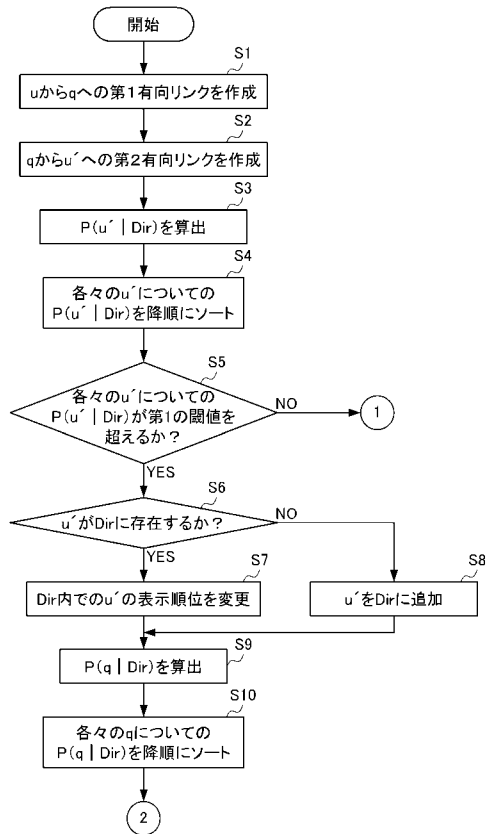 開始
S1
uからqへの第1有向リンクを作成
S2
qからu´への第2有向リンクを作成
S3
P(u´｜Dir)を算出
S4
各々のu´についての
P(u´｜Dir)を降順にソート
S5
各々のu´についての
P(u´｜Dir)が第1の閾値を
超えるか？
NO
1
YES
S6
u´がDirに存在するか？
NO
YES
S7
Dir内でのu´の表示順位を変更
S8
u´をDirに追加
S9
P(q｜Dir)を算出
S10
各々のqについての
P(q｜Dir)を降順にソート
2